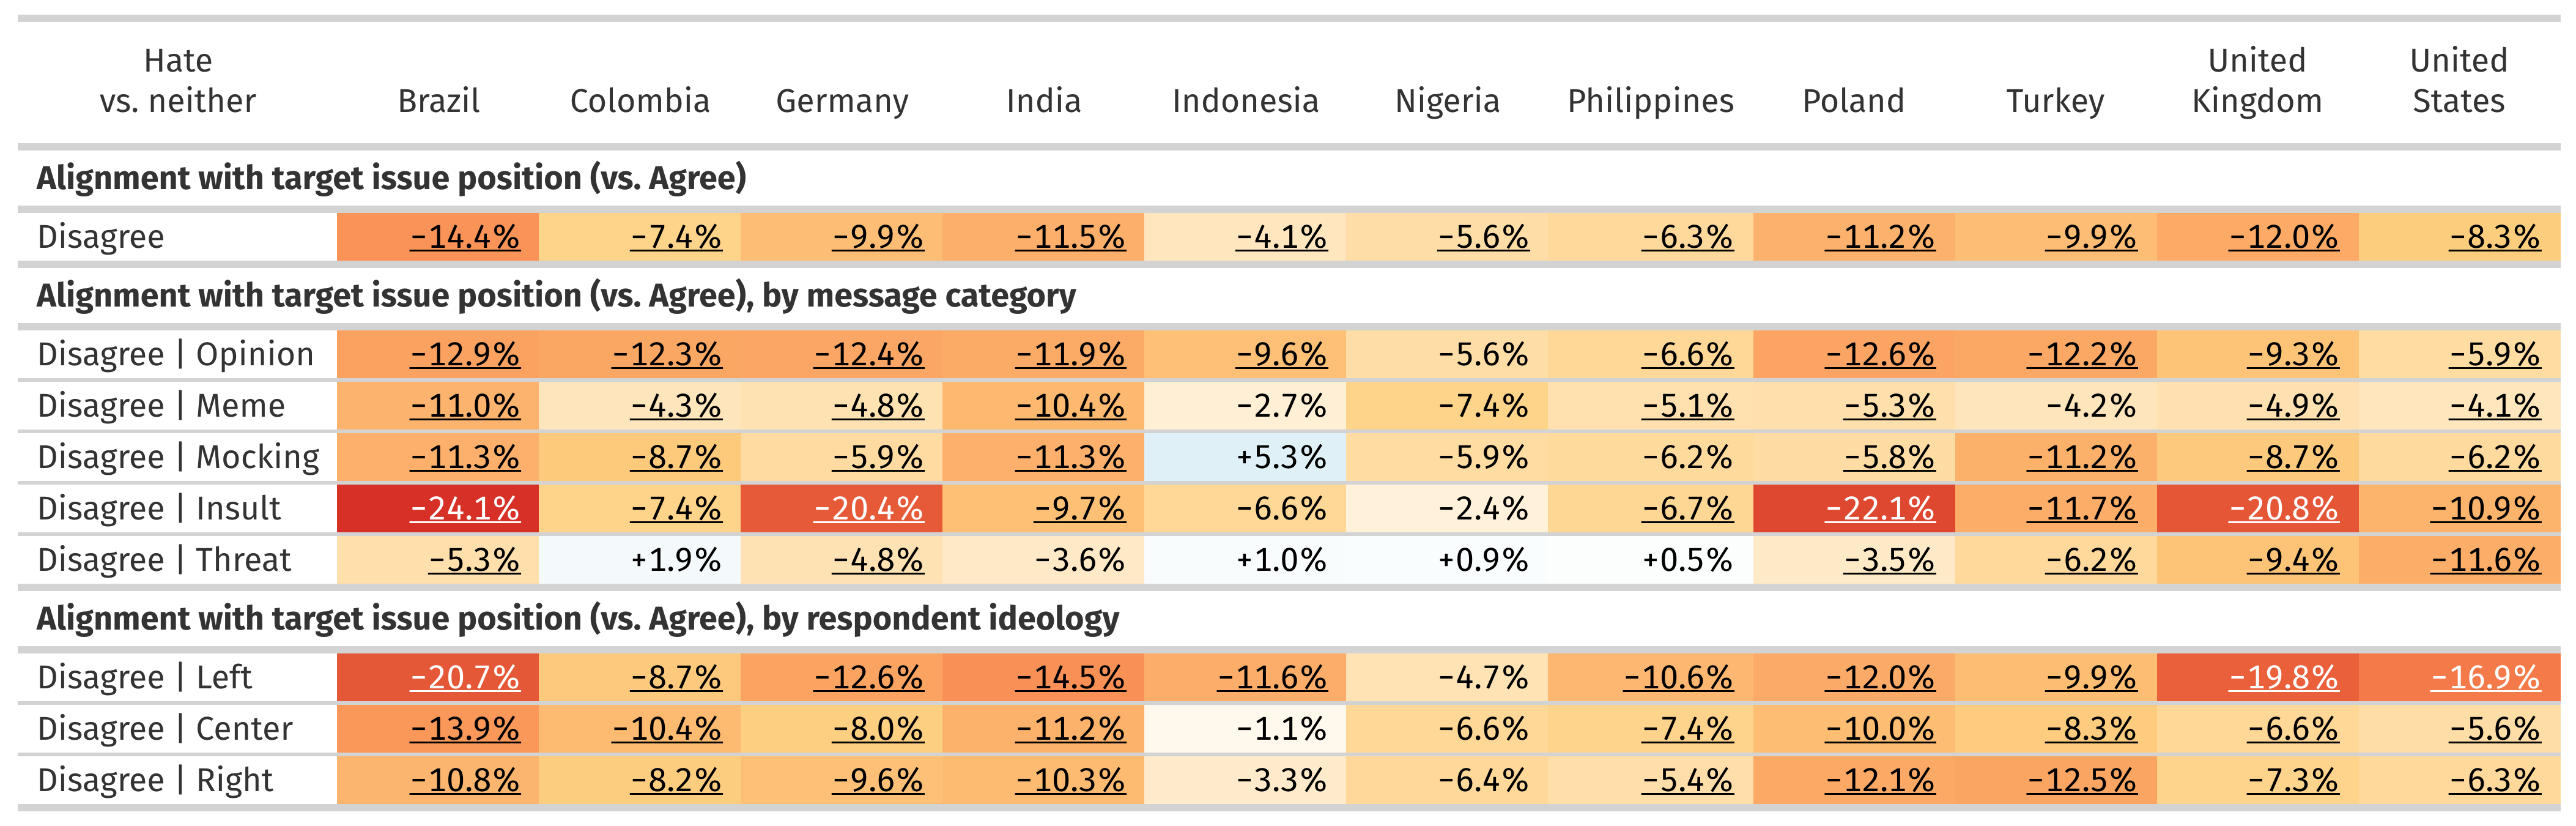 Hate vs. neither Brazil Colombia Germany India Indonesia Nigeria Philippines Poland Turkey United Kingdom United States
Alignment with target issue position (vs. Agree)
Disagree −14.4% −7.4% −9.9% −11.5% −4.1% −5.6% −6.3% −11.2% −9.9% −12.0% −8.3%
Alignment with target issue position (vs. Agree), by message category
Disagree | Opinion −12.9% −12.3% −12.4% −11.9% −9.6% −5.6% −6.6% −12.6% −12.2% −9.3% −5.9%
Disagree | Meme −11.0% −4.3% −4.8% −10.4% −2.7% −7.4% −5.1% −5.3% −4.2% −4.9% −4.1%
Disagree | Mocking −11.3% −8.7% −5.9% −11.3% +5.3% −5.9% −6.2% −5.8% −11.2% −8.7% −6.2%
Disagree | Insult −24.1% −7.4% −20.4% −9.7% −6.6% −2.4% −6.7% −22.1% −11.7% −20.8% −10.9%
Disagree | Threat −5.3% +1.9% −4.8% −3.6% +1.0% +0.9% +0.5% −3.5% −6.2% −9.4% −11.6%
Alignment with target issue position (vs. Agree), by respondent ideology
Disagree | Left −20.7% −8.7% −12.6% −14.5% −11.6% −4.7% −10.6% −12.0% −9.9% −19.8% −16.9%
Disagree | Center −13.9% −10.4% −8.0% −11.2% −1.1% −6.6% −7.4% −10.0% −8.3% −6.6% −5.6%
Disagree | Right −10.8% −8.2% −9.6% −10.3% −3.3% −6.4% −5.4% −12.1% −12.5% −7.3% −6.3%